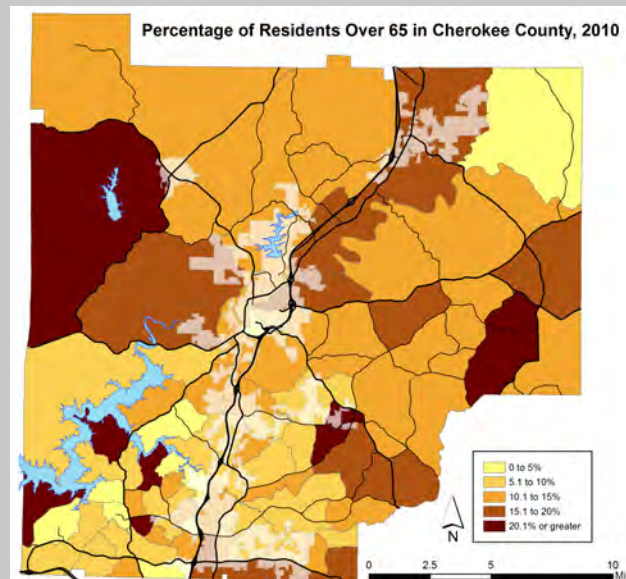 Percentage of Residents Over 65 in Cherokee County, 2010
0 to 5%
5.1 to 10%
10.1 to 15%
15.1 to 20%
20.1% or greater
N
0 2.5 5 10
Mi